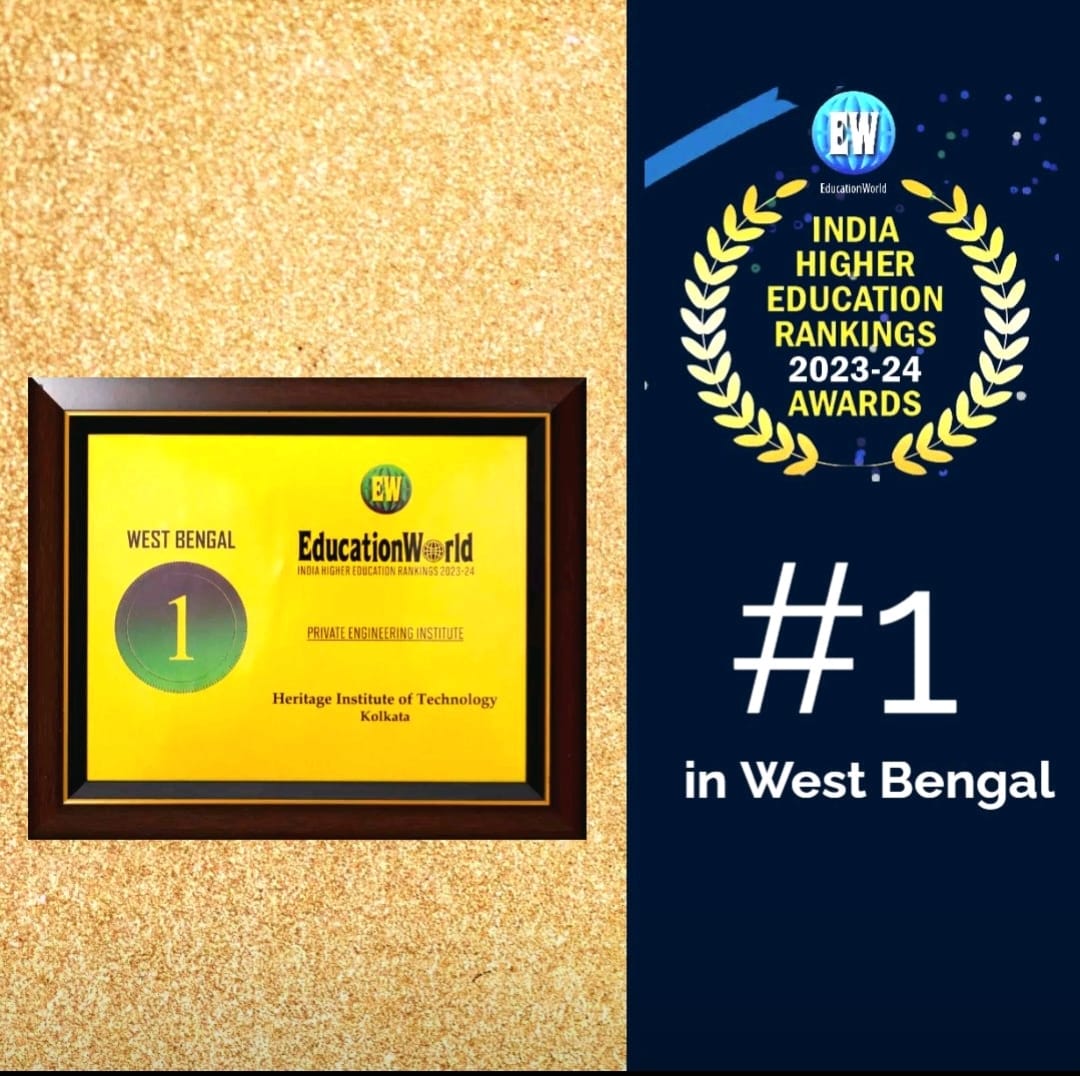 WEST BENGAL
1
EW
EducationWorld
INDIA HIGHER EDUCATION RANKINGS 2023-24
PRIVATE ENGINEERING INSTITUTE
Heritage Institute of Technology
Kolkata
EW
EducationWorld
INDIA
HIGHER
EDUCATION
RANKINGS
2023-24
AWARDS
#1
in West Bengal